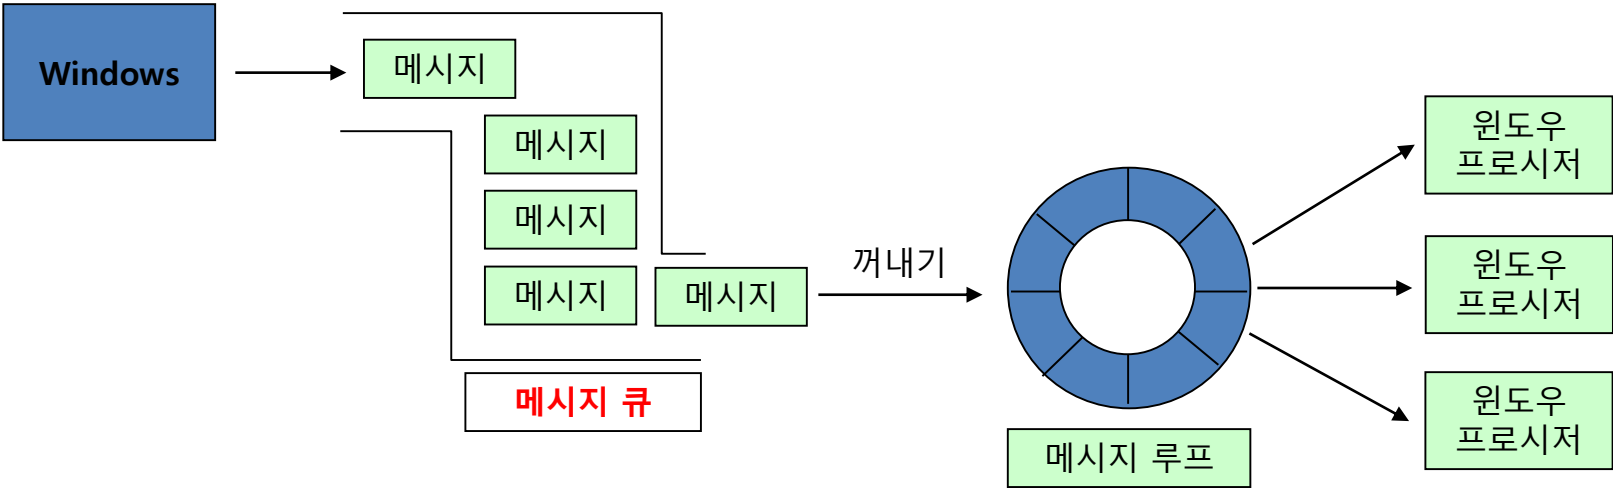 Windows
메시지
메시지
메시지
메시지
메시지
메시지 큐
꺼내기
메시지 루프
윈도우
프로시저
윈도우
프로시저
윈도우
프로시저